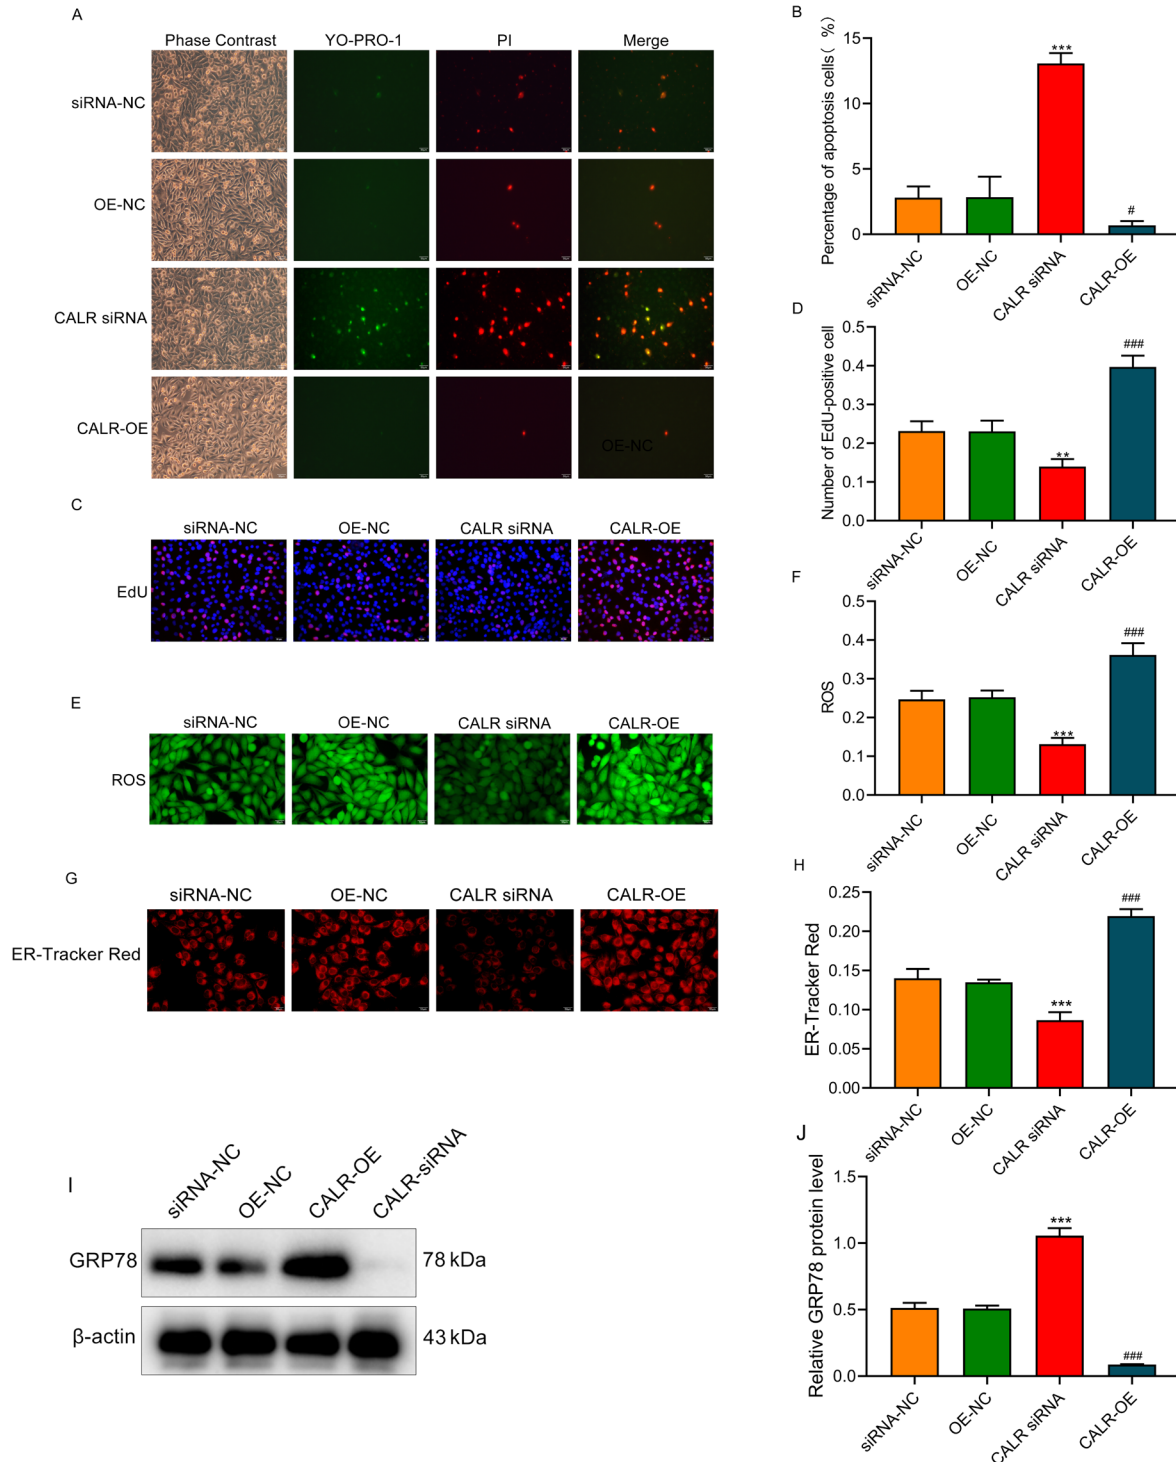 A
Phase Contrast YO-PRO-1 PI Merge
siRNA-NC
OE-NC
CALR siRNA
CALR-OE
OE-NC
B
Percentage of apoptosis cells( %)
15
10
5
0
***
#
siRNA-NC OE-NC CALR siRNA CALR-OE
C
siRNA-NC OE-NC CALR siRNA CALR-OE
EdU
D
Number of EdU-positive cell
0.5
0.4
0.3
0.2
0.1
0.0
**
###
siRNA-NC OE-NC CALR siRNA CALR-OE
E
siRNA-NC OE-NC CALR siRNA CALR-OE
ROS
F
ROS
0.5
0.4
0.3
0.2
0.1
0.0
***
###
siRNA-NC OE-NC CALR siRNA CALR-OE
G
siRNA-NC OE-NC CALR siRNA CALR-OE
ER-Tracker Red
H
ER-Tracker Red
0.25
0.20
0.15
0.10
0.05
0.00
***
###
siRNA-NC OE-NC CALR siRNA CALR-OE
I
siRNA-NC OE-NC CALR-OE CALR-siRNA
GRP78 78 kDa
β-actin 43 kDa
J
Relative GRP78 protein level
1.5
1.0
0.5
0.0
***
###
siRNA-NC OE-NC CALR siRNA CALR-OE